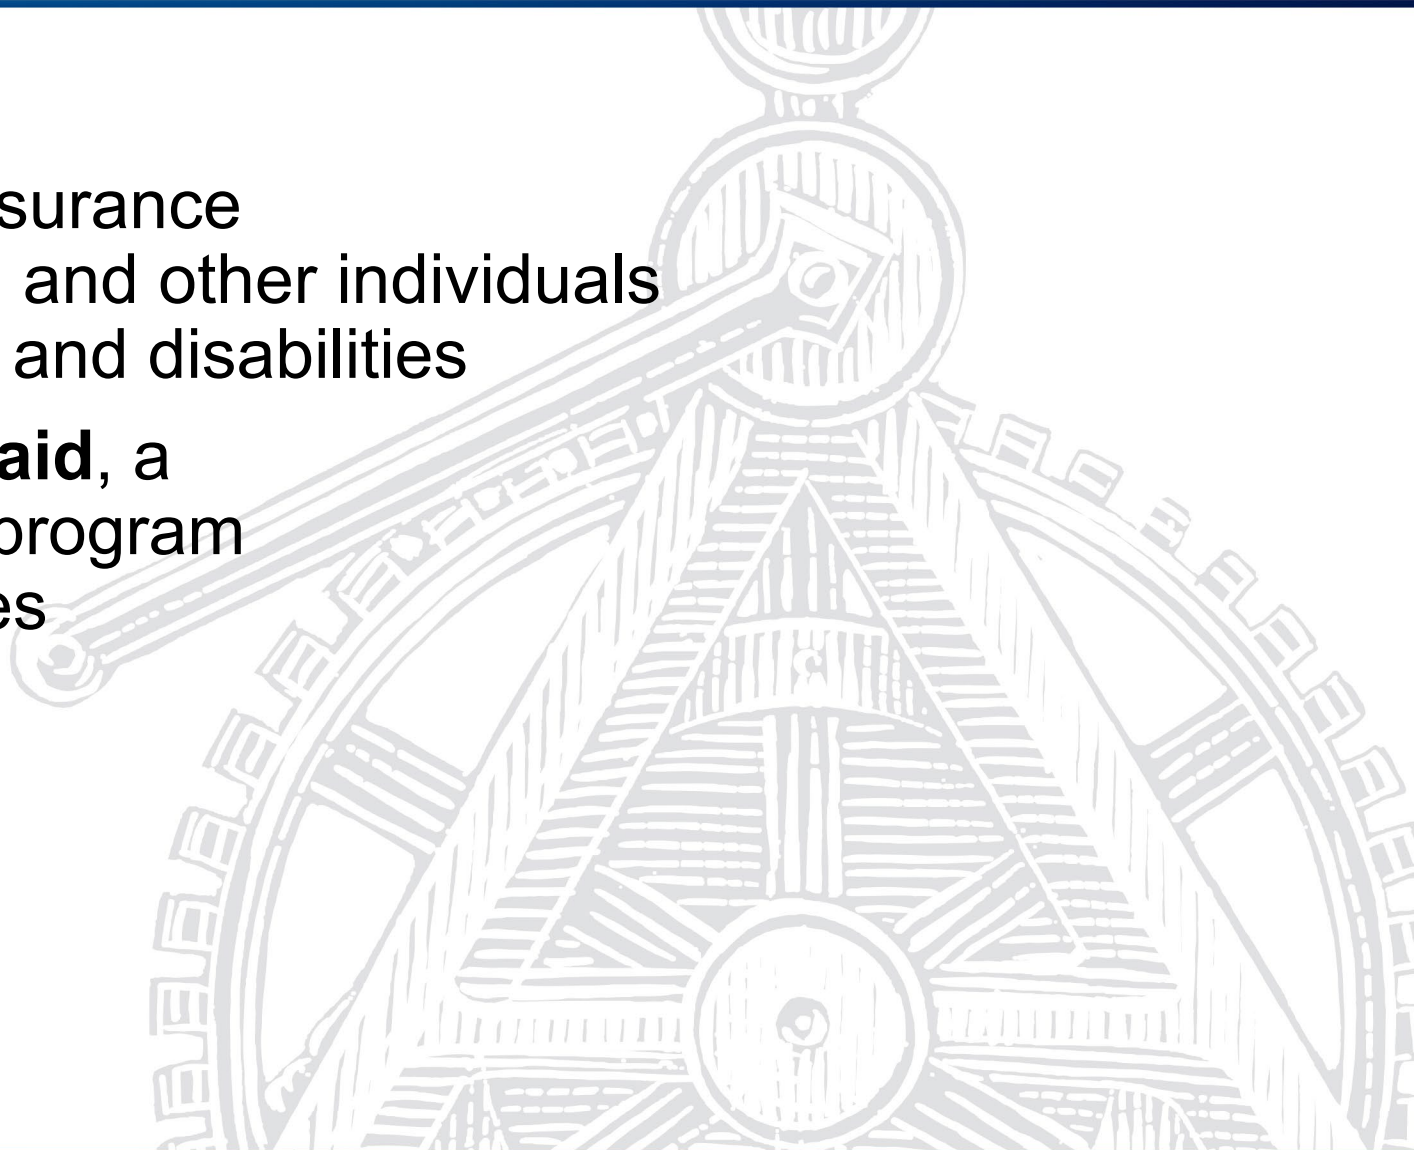 surance
, and other individuals
and disabilities
aid, a
program
es